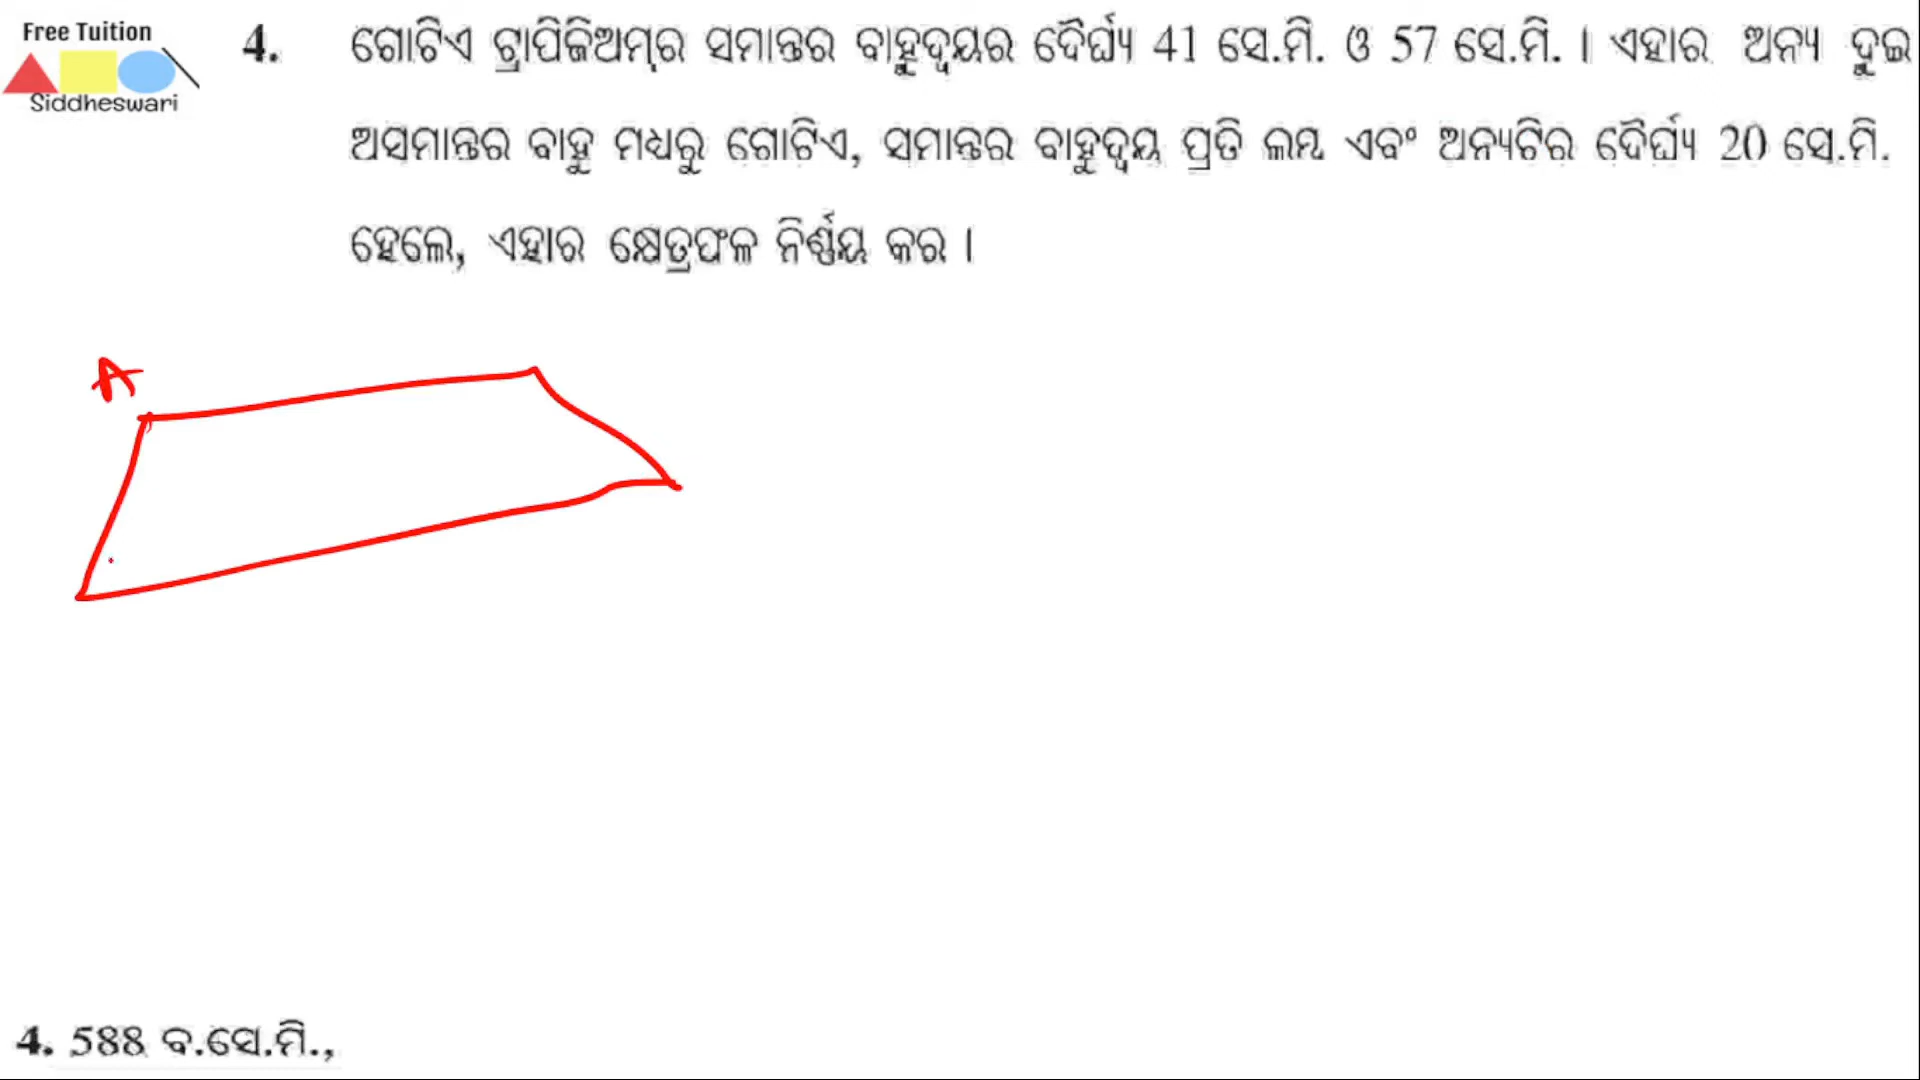 Free Tuition
Siddheswari
4. ଗୋଟିଏ ଟ୍ରାପିଜିଅମ୍‌ର ସମାନ୍ତର ବାହୁଦ୍ୱୟର ଦୈର୍ଘ୍ୟ 41 ସେ.ମି. ଓ 57 ସେ.ମି. । ଏହାର ଅନ୍ୟ ଦୁଇ
ଅସମାନ୍ତର ବାହୁ ମଧ୍ୟରୁ ଗୋଟିଏ, ସମାନ୍ତର ବାହୁଦ୍ୱୟ ପ୍ରତି ଲମ୍ବ ଏବଂ ଅନ୍ୟଟିର ଦୈର୍ଘ୍ୟ 20 ସେ.ମି.
ହେଲେ, ଏହାର କ୍ଷେତ୍ରଫଳ ନିର୍ଣ୍ଣୟ କର ।
A
4. 588 ବ.ସେ.ମି.,